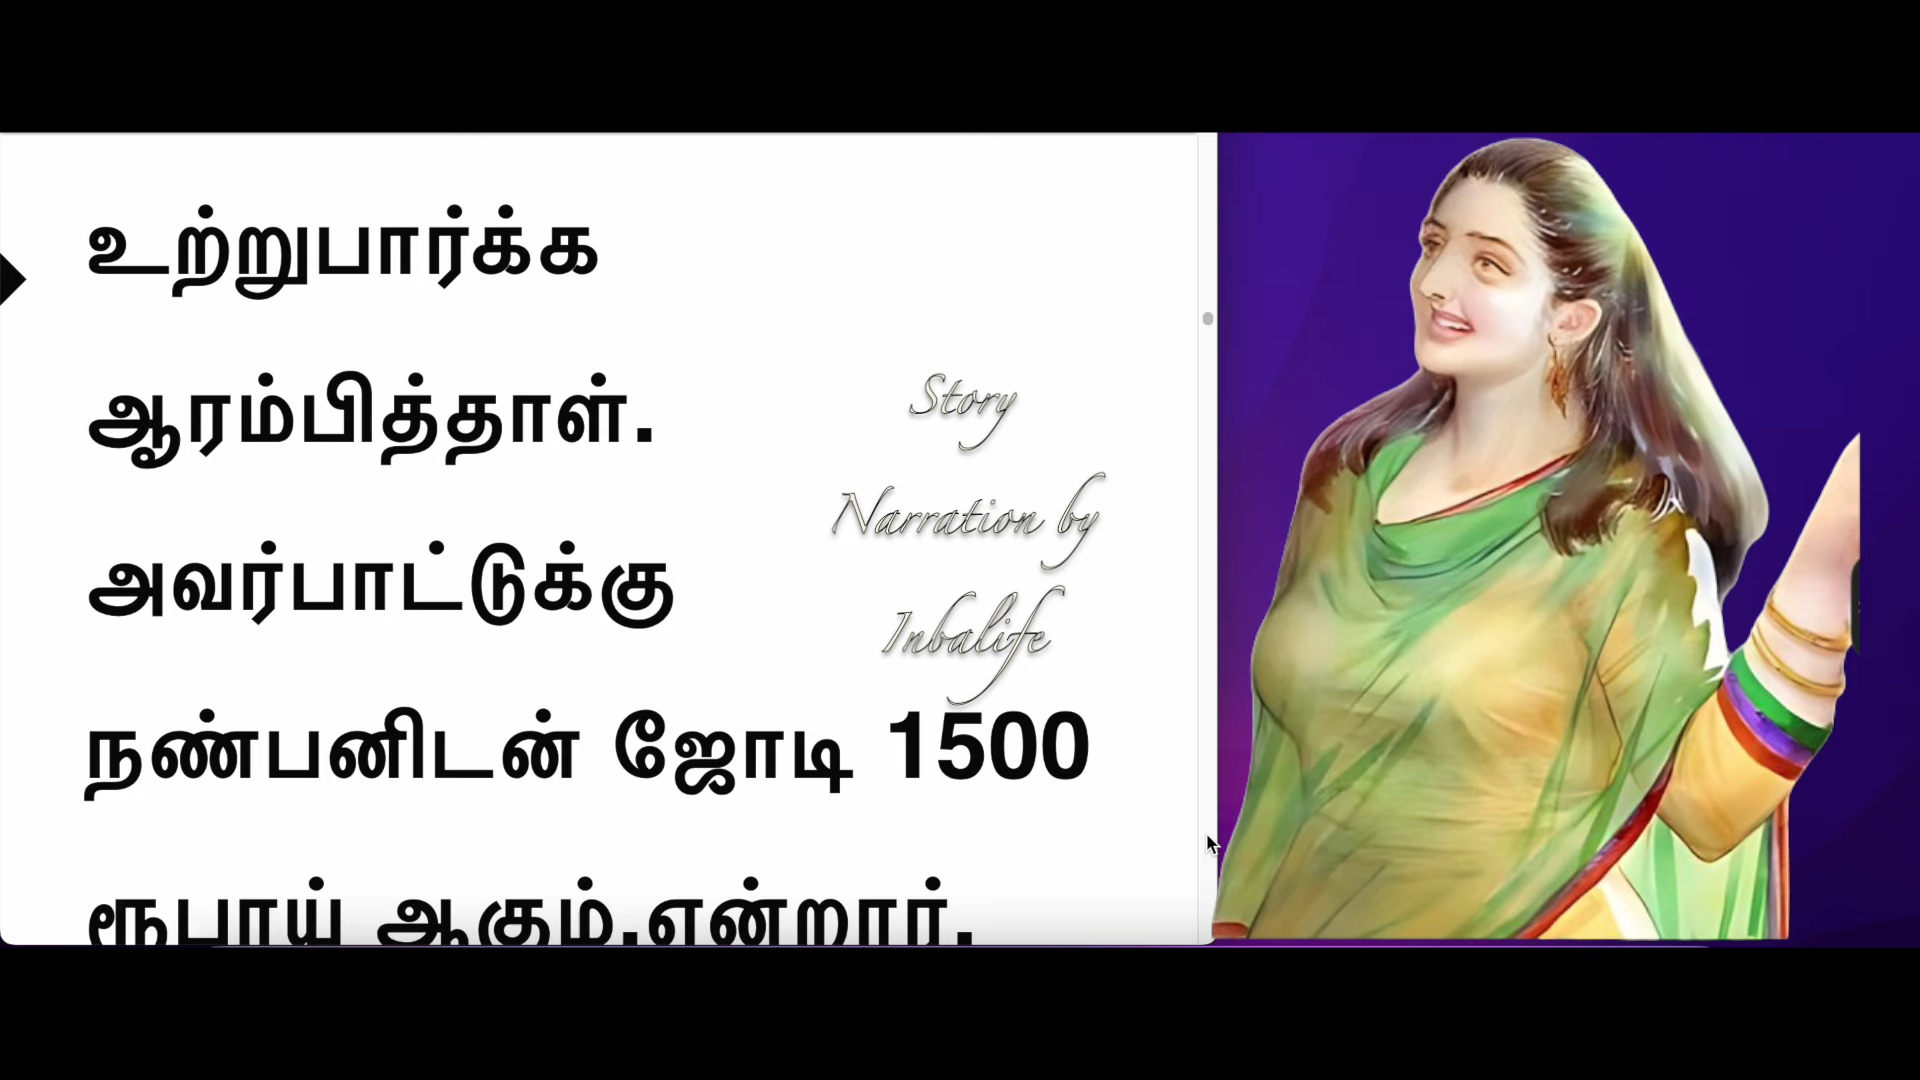 உற்றுபார்க்க
ஆரம்பித்தாள்.
அவர்பாட்டுக்கு
நண்பனிடன் ஜோடி 1500
ரூபாய் ஆகும்.என்றார்.
Story
Narration by
Inbalife